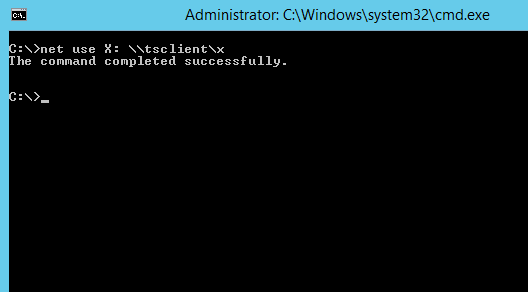 Administrator: C:\Windows\system32\cmd.exe
C:\>net use X: \\tsclient\x
The command completed successfully.
C:\>